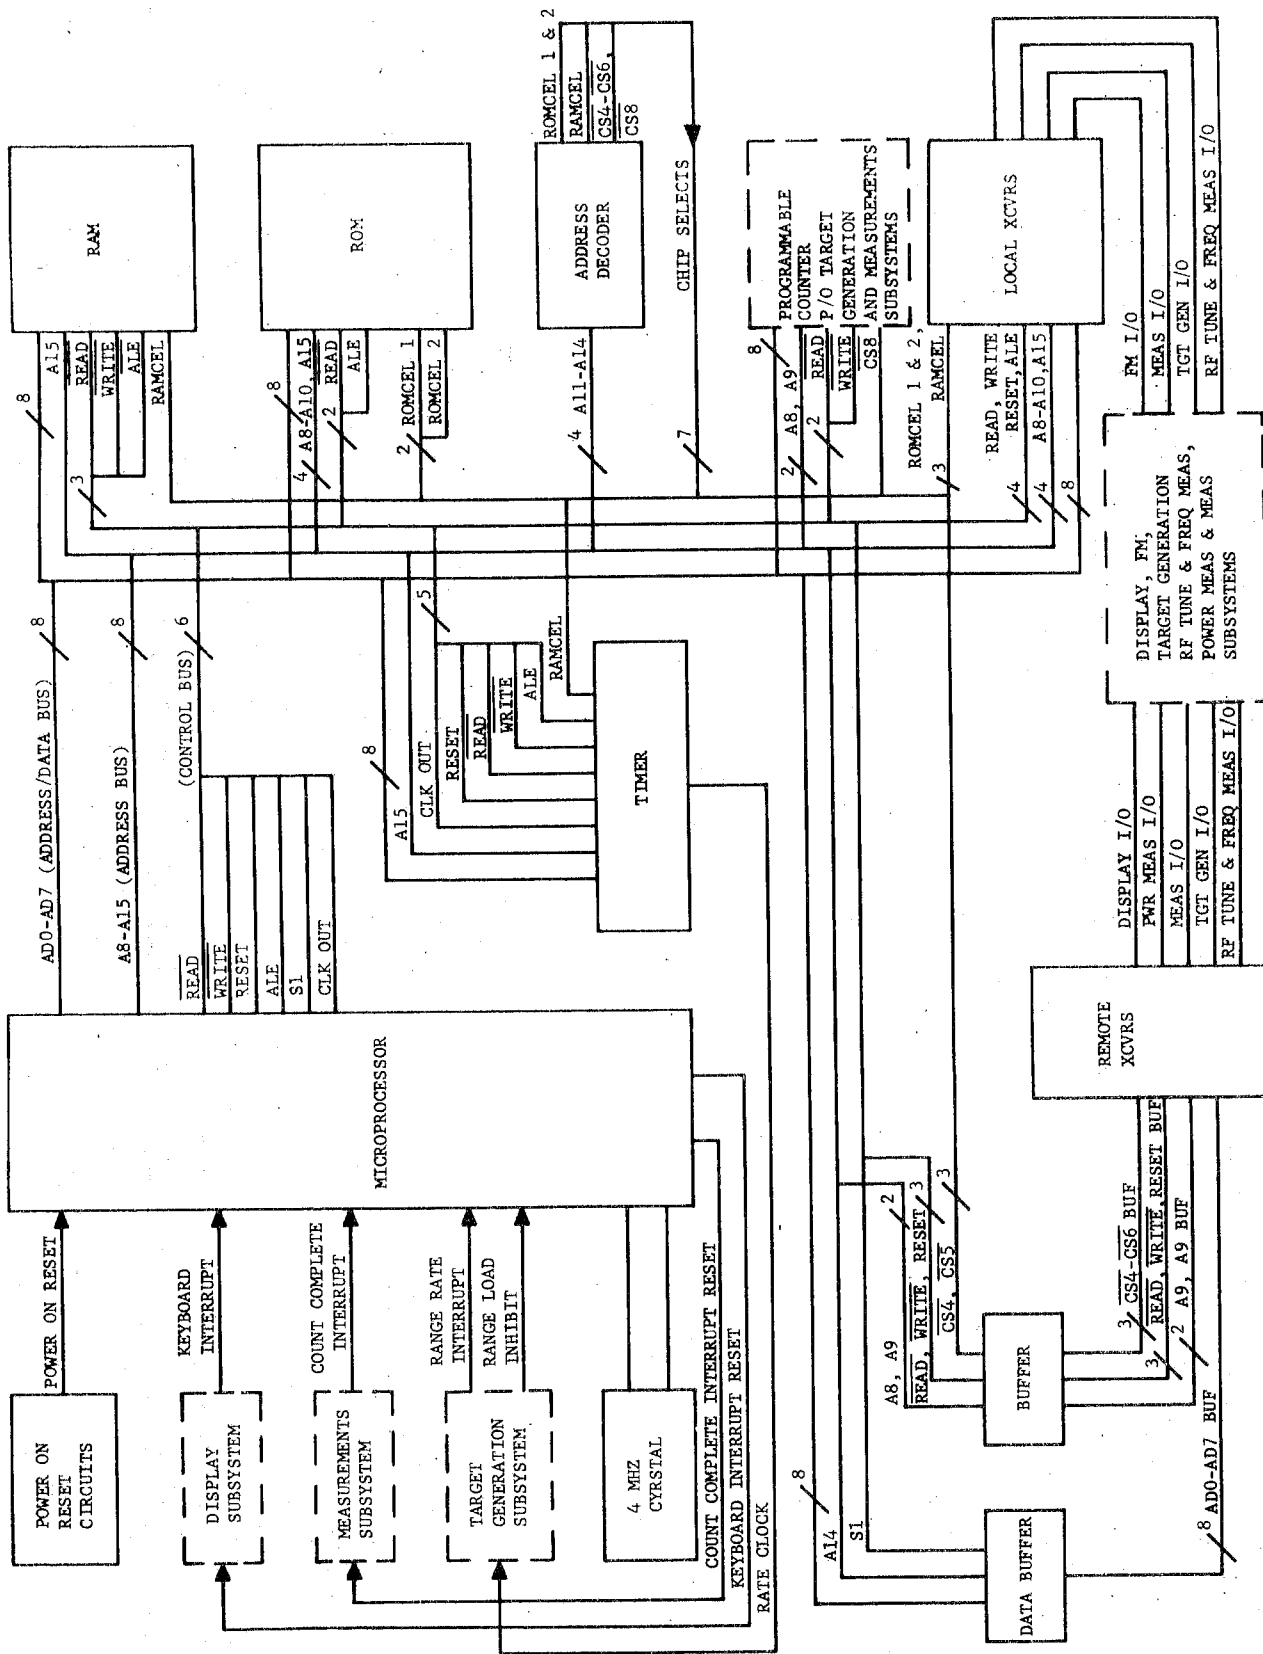 POWER ON
RESET
CIRCUITS
POWER ON RESET
DISPLAY
SUBSYSTEM
KEYBOARD
INTERRUPT
MEASUREMENTS
SUBSYSTEM
COUNT COMPLETE
INTERRUPT
TARGET
GENERATION
SUBSYSTEM
RANGE RATE
INTERRUPT
RANGE LOAD
INHIBIT
4 MHZ
CYRSTAL
COUNT COMPLETE INTERRUPT RESET
KEYBOARD INTERRUPT RESET
RATE CLOCK
MICROPROCESSOR
AD0-AD7 (ADDRESS/DATA BUS)
8
A8-A15 (ADDRESS BUS)
8
(CONTROL BUS)
6
READ
WRITE
RESET
ALE
S1
CLK OUT
8
A15
CLK OUT
5
RESET
READ
WRITE
ALE
RAMCEL
TIMER
8
A15
READ
3
WRITE
ALE
RAMCEL
RAM
8
4 A8-A10, A15
READ
2
ALE
2 ROMCEL 1
ROMCEL 2
ROM
4 A11-A14
ADDRESS
DECODER
ROMCEL 1 & 2
RAMCEL
CS4-CS6,
CS8
7
CHIP SELECTS
8
2 A8, A9
READ
2
WRITE
CS8
PROGRAMMABLE
COUNTER
P/O TARGET
GENERATION
AND MEASUREMENTS
SUBSYSTEMS
ROMCEL 1 & 2,
3 RAMCEL
READ, WRITE
4 RESET, ALE
4 A8-A10,A15
8
LOCAL XCVRS
FM I/O
MEAS I/O
TGT GEN I/O
RF TUNE & FREQ MEAS I/O
DISPLAY, FM,
TARGET GENERATION
RF TUNE & FREQ MEAS,
POWER MEAS & MEAS
SUBSYSTEMS
DISPLAY I/O
PWR MEAS I/O
MEAS I/O
TGT GEN I/O
RF TUNE & FREQ MEAS I/O
REMOTE
XCVRS
8
A14
S1
DATA BUFFER
8 AD0-AD7 BUF
A8, A9
2
READ, WRITE, RESET
3
CS4, CS5
3
BUFFER
3 CS4-CS6 BUF
3 READ, WRITE, RESET BUF
2 A9, A9 BUF